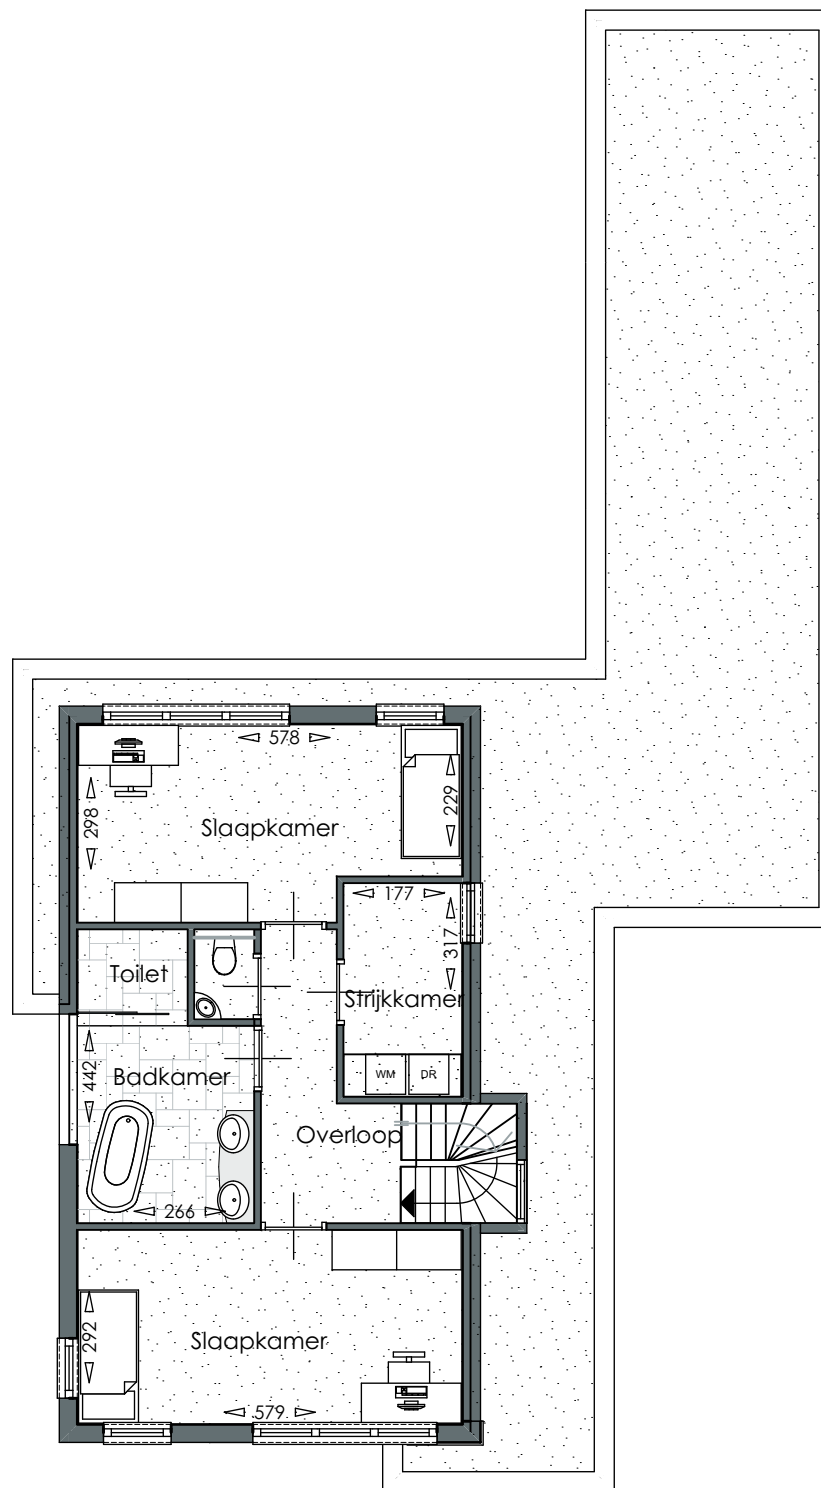 578
298
229
Slaapkamer
177
317
Toilet
Strijkkamer
442
Badkamer
WM
DR
Overloop
266
292
Slaapkamer
579